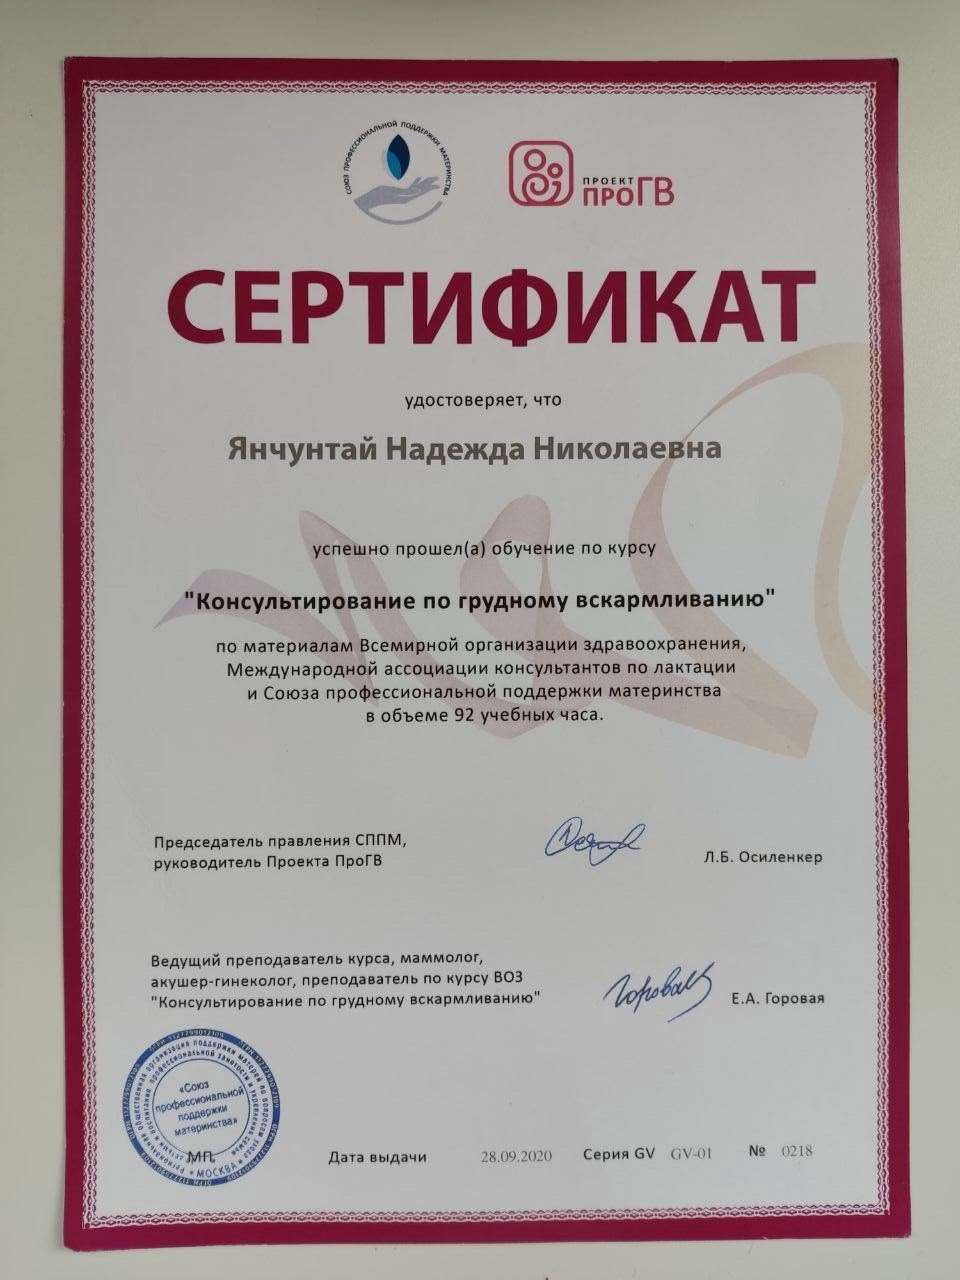 СОЮЗ ПРОФЕССИОНАЛЬНОЙ ПОДДЕРЖКИ МАТЕРИНСТВА
ПРОЕКТ
ПРОГВ
СЕРТИФИКАТ
удостоверяет, что
Янчунтай Надежда Николаевна
успешно прошел(а) обучение по курсу
"Консультирование по грудному вскармливанию"
по материалам Всемирной организации здравоохранения,
Международной ассоциации консультантов по лактации
и Союза профессиональной поддержки материнства
в объеме 92 учебных часа.
Председатель правления СППМ,
руководитель Проекта ПроГВ
Л.Б. Осиленкер
Ведущий преподаватель курса, маммолог,
акушер-гинеколог, преподаватель по курсу ВОЗ
"Консультирование по грудному вскармливанию"
Горовая
Е.А. Горовая
«Союз
профессиональной
поддержки
материнства»
* МОСКВА *
МП
Дата выдачи 28.09.2020 Серия GV GV-01 № 0218